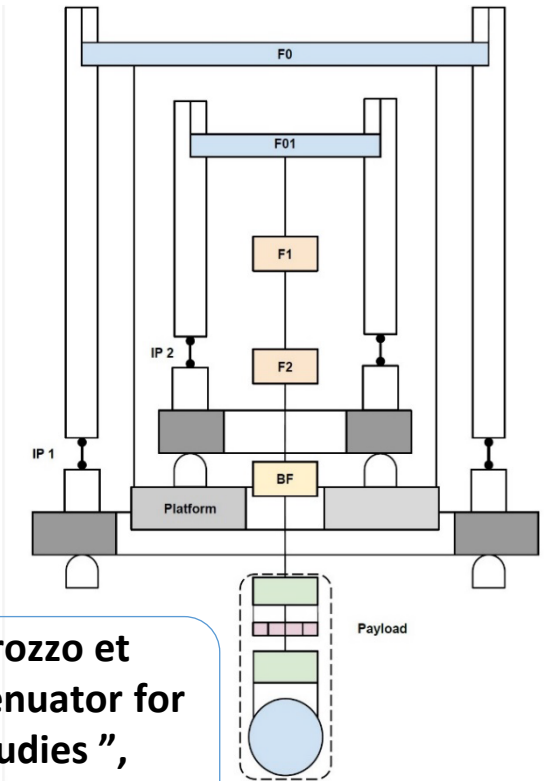 F0
F01
F1
IP 2
F2
IP 1
BF
Platform
Payload
rozzo et
enuator for
udies ”,